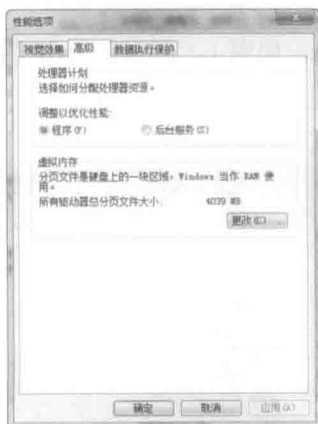 性能选项
视觉效果 高级 数据执行保护
处理器计划
选择如何分配处理器资源。
调整以优化性能:
程序(P) 后台服务(S)
虚拟内存
分页文件是硬盘上的一块区域，Windows 当作 RAM 使
用。
所有驱动器总分页文件大小: 4039 MB
更改(C)...
确定 取消 应用(A)